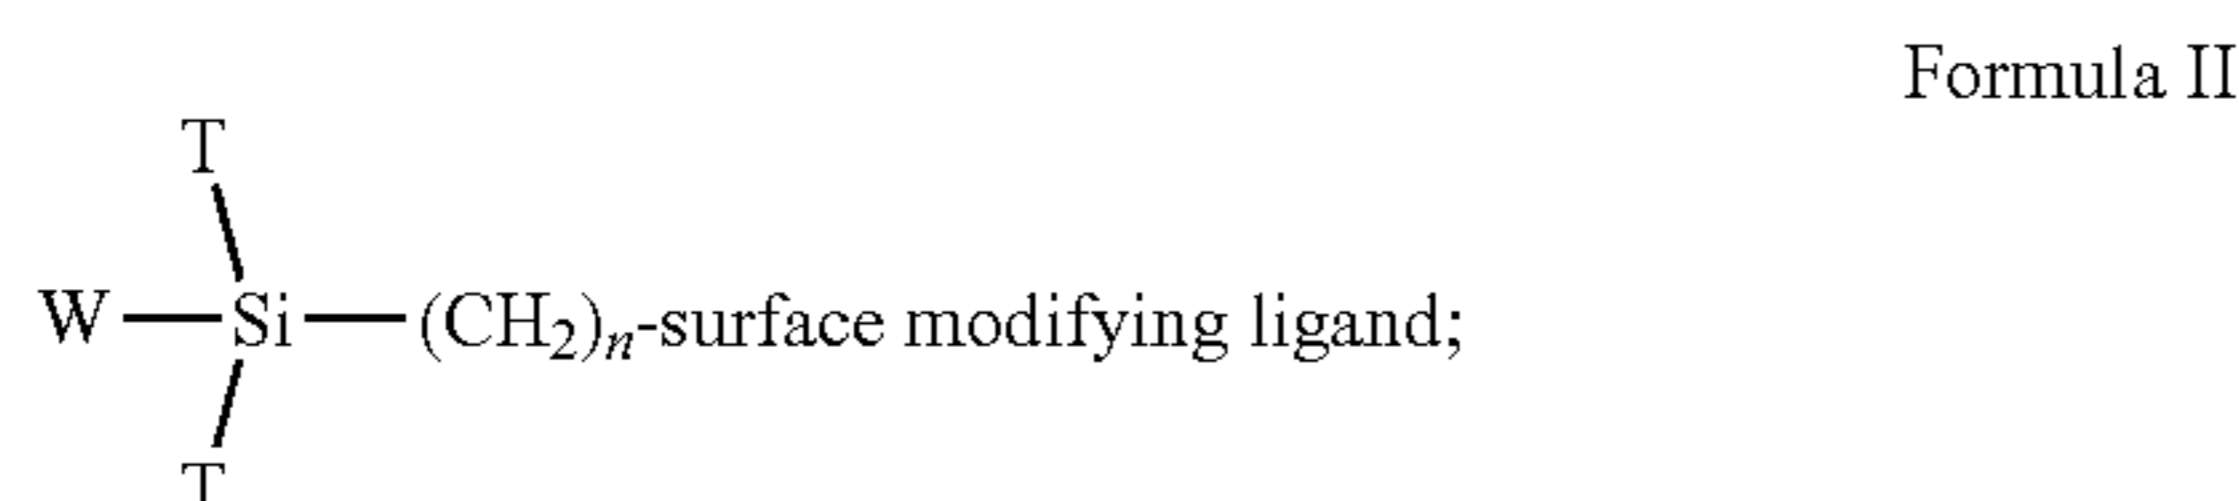 Formula II
T
W—Si—(CH₂)ₙ-surface modifying ligand;
T